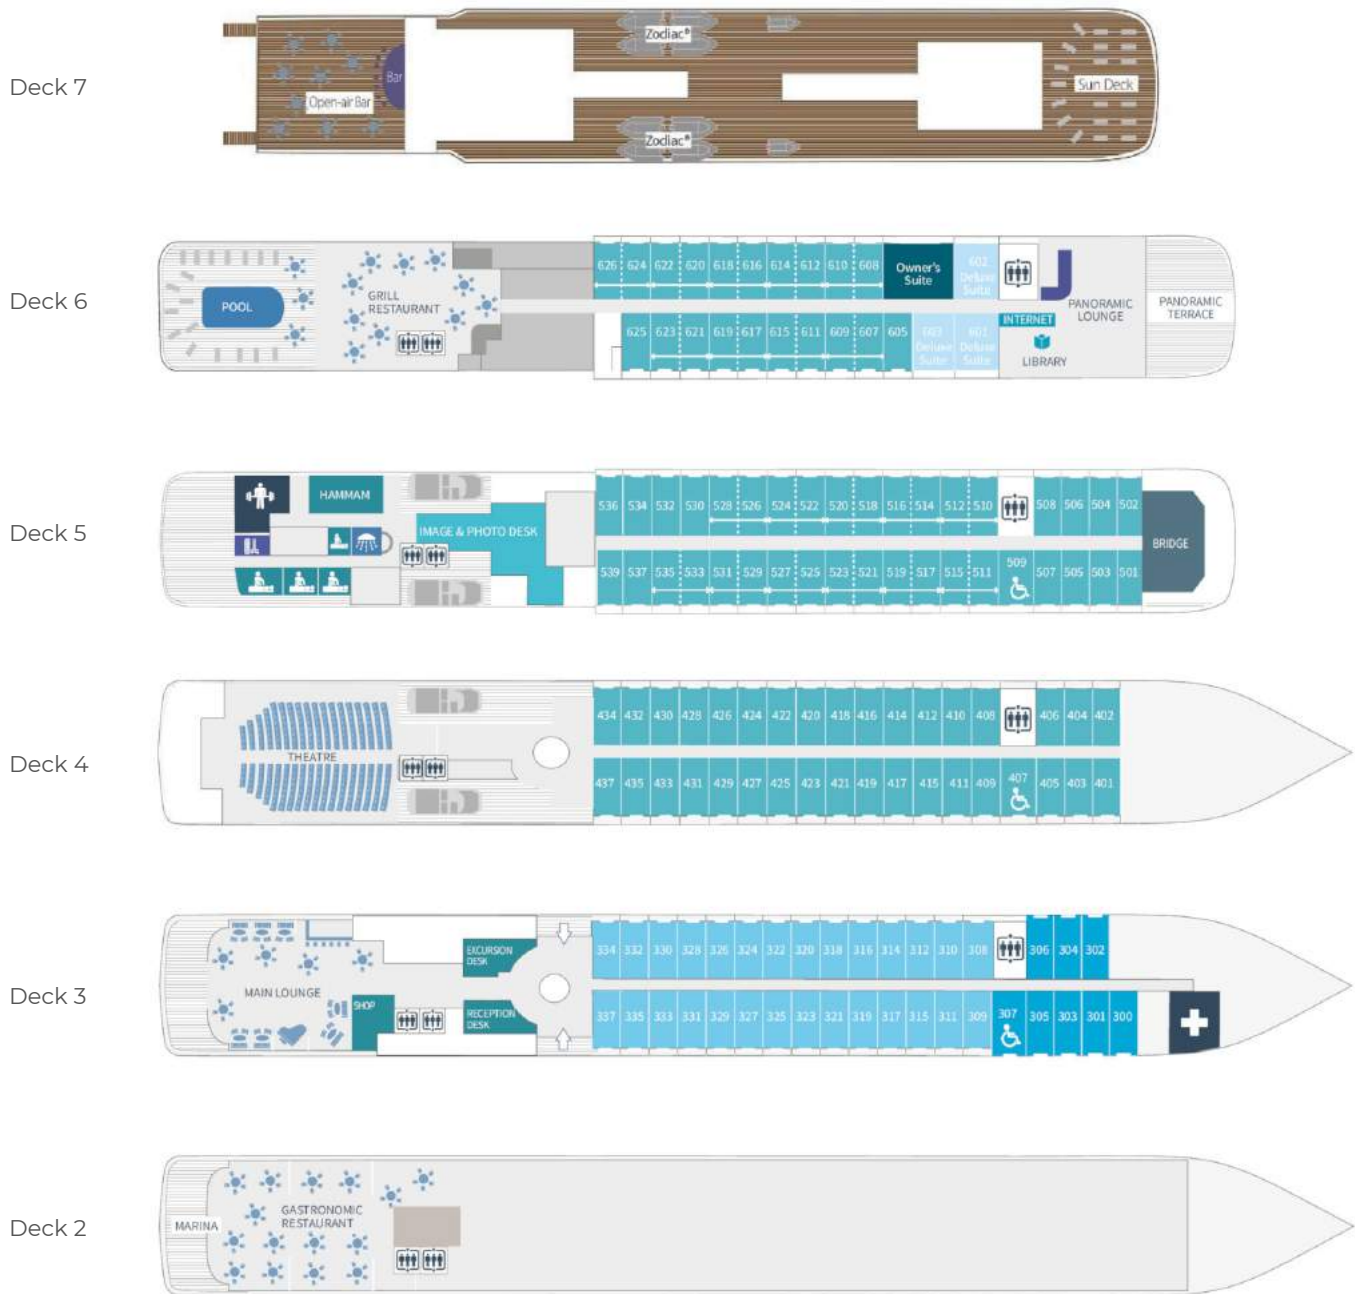 Deck 7
Zodiac®
Bar
Open-air Bar
Sun Deck
Zodiac®
Deck 6
626 624 622 620 618 616 614 612 610 608
Owner's
Suite
602
Deluxe
Suite
POOL
GRILL
RESTAURANT
PANORAMIC
LOUNGE
PANORAMIC
TERRACE
INTERNET
LIBRARY
625 623 621 619 617 615 611 609 607 605
603
Deluxe
Suite
601
Deluxe
Suite
Deck 5
HAMMAM
IMAGE & PHOTO DESK
536 534 532 530 528 526 524 522 520 518 516 514 512 510 508 506 504 502
BRIDGE
539 537 535 533 531 529 527 525 523 521 519 517 515 511 509 507 505 503 501
Deck 4
THEATRE
434 432 430 428 426 424 422 420 418 416 414 412 410 408 406 404 402
437 435 433 431 429 427 425 423 421 419 417 415 411 409 407 405 403 401
Deck 3
MAIN LOUNGE
EXCURSION
DESK
SHOP
RECEPTION
DESK
334 332 330 328 326 324 322 320 318 316 314 312 310 308 306 304 302
337 335 333 331 329 327 325 323 321 319 317 315 311 309 307 305 303 301 300
Deck 2
MARINA
GASTRONOMIC
RESTAURANT